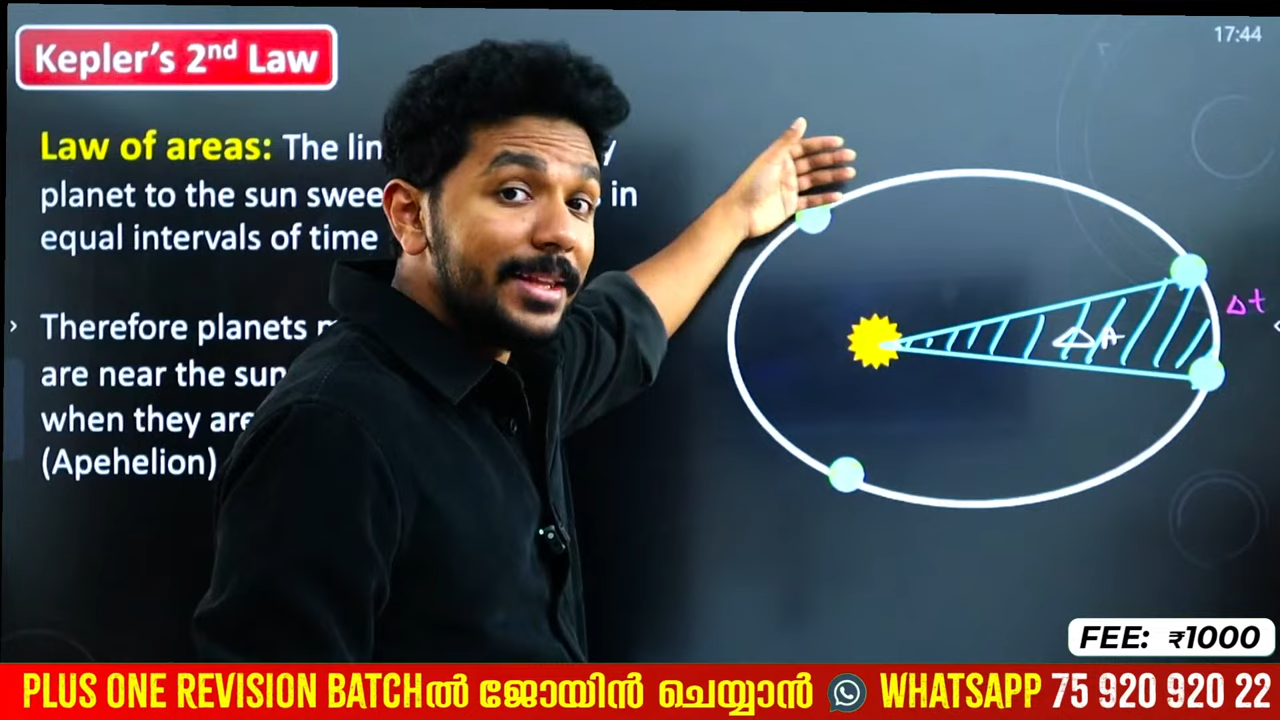 Kepler's 2nd Law
17:44
Law of areas: The
planet to the sun in
equal intervals of time
Therefore planets
are near the sun
when they are
(Apehelion)
Δt
ΔA
FEE: ₹1000
PLUS ONE REVISION BATCHൽ ജോയിൻ ചെയ്യാൻ WHATSAPP 75 920 920 22